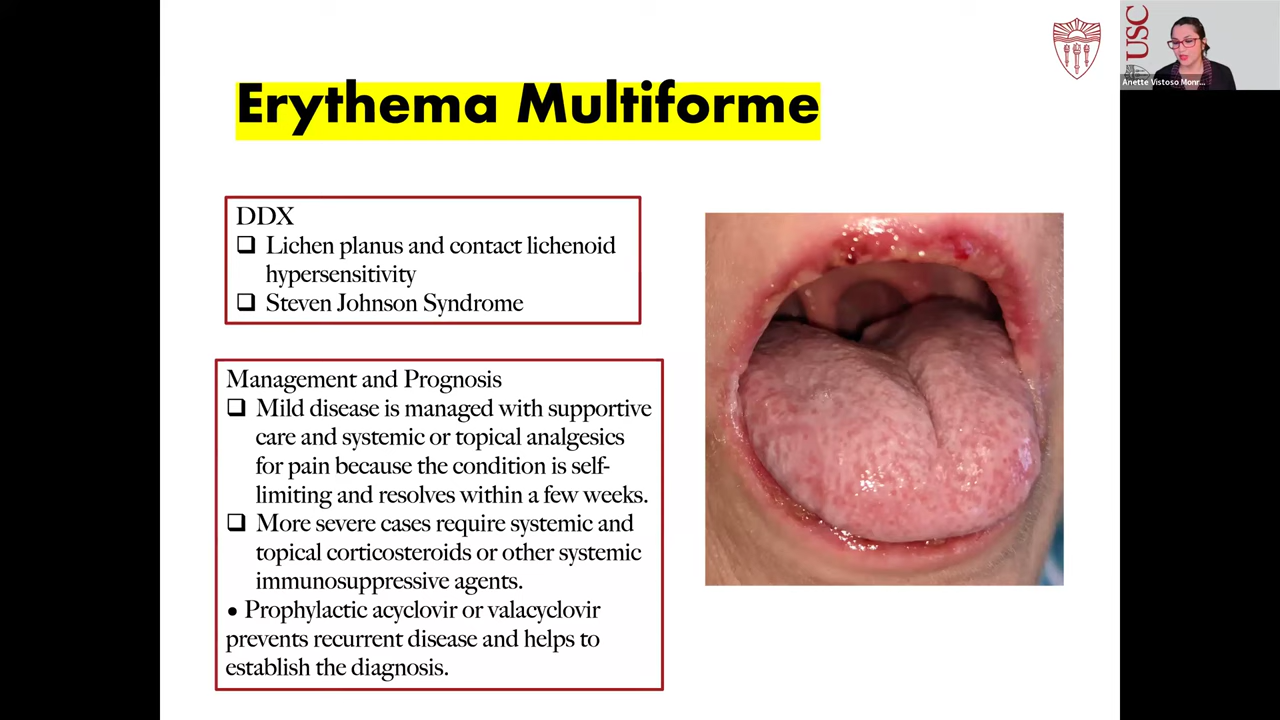 USC
Anette Vistoso Monr...
Erythema Multiforme
DDX
❑ Lichen planus and contact lichenoid
hypersensitivity
❑ Steven Johnson Syndrome
Management and Prognosis
❑ Mild disease is managed with supportive
care and systemic or topical analgesics
for pain because the condition is self-
limiting and resolves within a few weeks.
❑ More severe cases require systemic and
topical corticosteroids or other systemic
immunosuppressive agents.
• Prophylactic acyclovir or valacyclovir
prevents recurrent disease and helps to
establish the diagnosis.